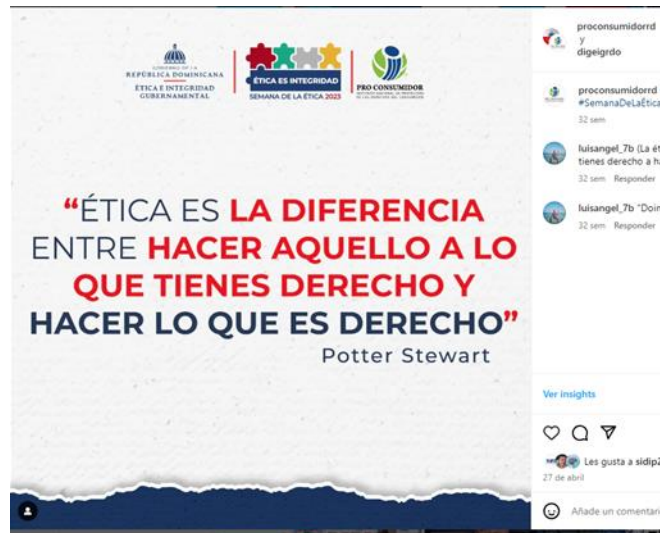 GOBIERNO DE LA
REPÚBLICA DOMINICANA
ÉTICA E INTEGRIDAD
GUBERNAMENTAL
ÉTICA ES INTEGRIDAD
SEMANA DE LA ÉTICA 2023
PRO CONSUMIDOR
“ÉTICA ES LA DIFERENCIA
ENTRE HACER AQUELLO A LO
QUE TIENES DERECHO Y
HACER LO QUE ES DERECHO”
Potter Stewart
proconsumidorrd
y
digeigrdo
proconsumidorrd
#SemanaDeLaÉtica
32 sem
luisangel_7b (La ét
tienes derecho a ha
32 sem Responder
luisangel_7b "Doin
32 sem Responder
Ver insights
Les gusta a sidip2
27 de abril
Añade un comentari